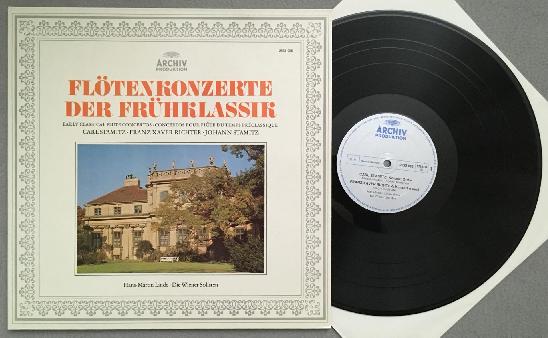 ARCHIV
PRODUKTION
FLÖTENKONZERTE
DER FRÜHKLASSIK
EARLY CLASSICAL FLUTE CONCERTOS · CONCERTOS POUR FLÛTE DU TEMPS PRÉCLASSIQUE
CARL STAMITZ · FRANZ XAVER RICHTER · JOHANN STAMITZ
Hans-Martin Linde · Die Wiener Solisten
ARCHIV
PRODUKTION
CARL STAMITZ
FRANZ XAVER RICHTER